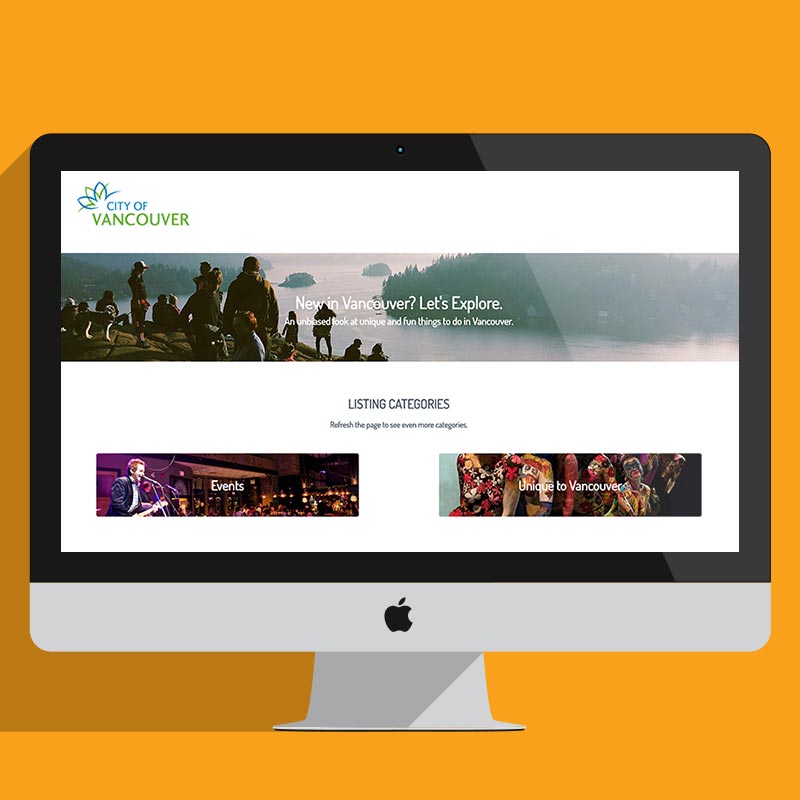 CITY OF
VANCOUVER
New in Vancouver? Let's Explore.
An unbiased look at unique and fun things to do in Vancouver.
LISTING CATEGORIES
Refresh the page to see even more categories.
Events
Unique to Vancouver